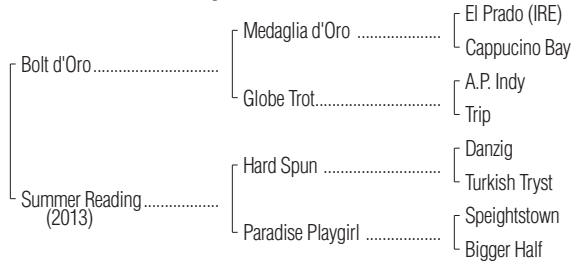 El Prado (IRE)
Medaglia d'Oro ...................
Cappucino Bay
Bolt d'Oro.............................
A.P. Indy
Globe Trot.............................
Trip
Danzig
Hard Spun ...........................
Turkish Tryst
Summer Reading.................
(2013)
Speightstown
Paradise Playgirl .................
Bigger Half